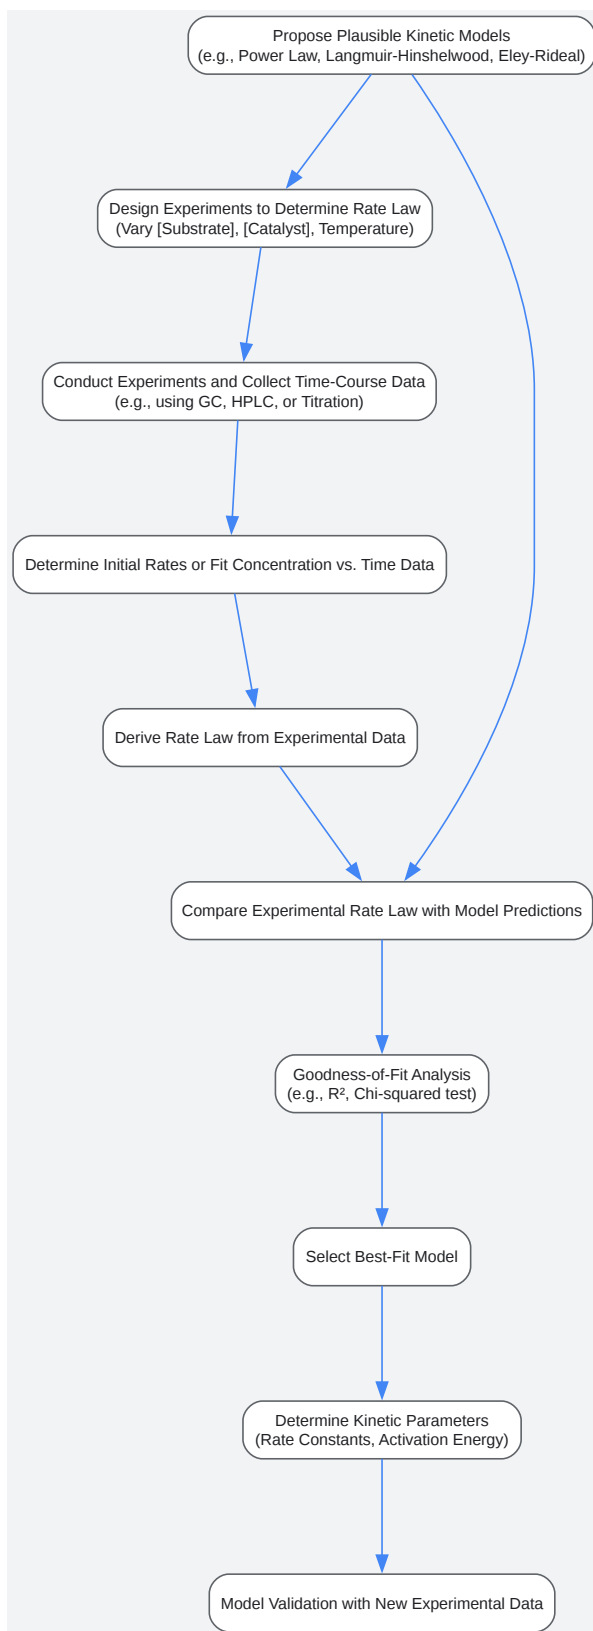 Propose Plausible Kinetic Models
(e.g., Power Law, Langmuir-Hinshelwood, Eley-Rideal)
Design Experiments to Determine Rate Law
(Vary [Substrate], [Catalyst], Temperature)
Conduct Experiments and Collect Time-Course Data
(e.g., using GC, HPLC, or Titration)
Determine Initial Rates or Fit Concentration vs. Time Data
Derive Rate Law from Experimental Data
Compare Experimental Rate Law with Model Predictions
Goodness-of-Fit Analysis
(e.g., R², Chi-squared test)
Select Best-Fit Model
Determine Kinetic Parameters
(Rate Constants, Activation Energy)
Model Validation with New Experimental Data